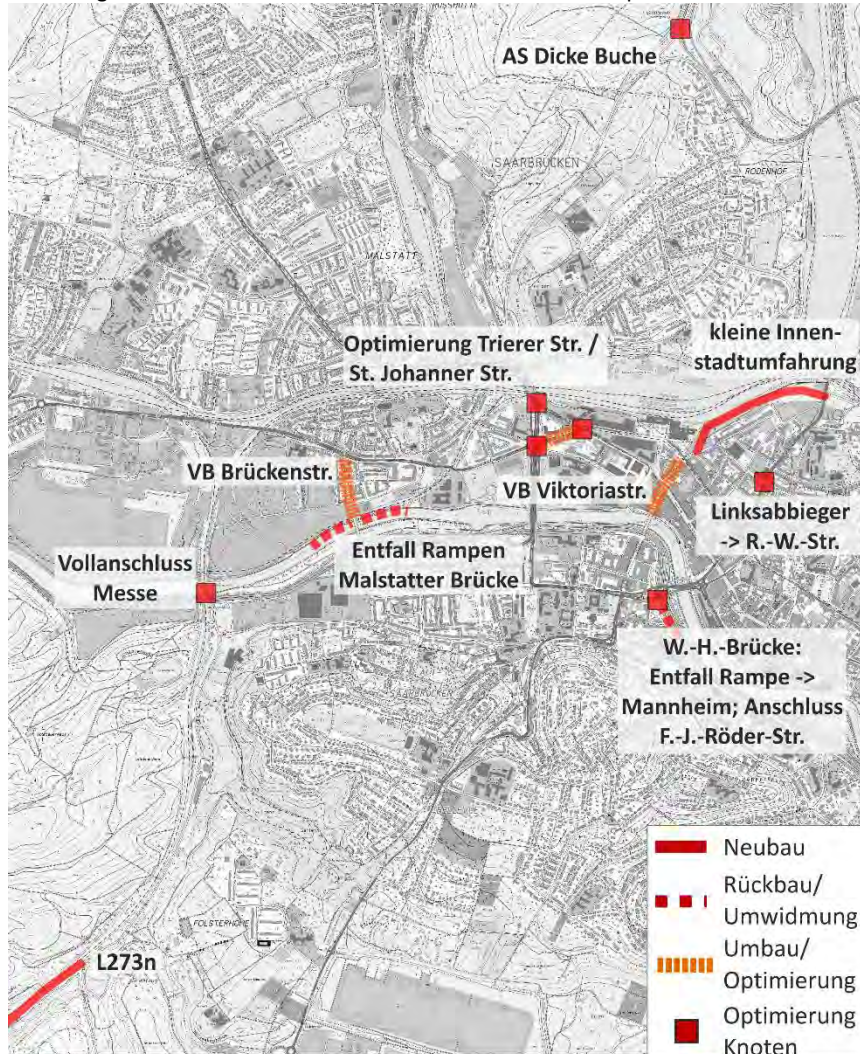 AS Dicke Buche
SAARBRÜCKEN
RODENHOF
MALSTATT
kleine Innen-
stadtumfahrung
Optimierung Trierer Str. /
St. Johanner Str.
VB Brückenstr.
VB Viktoriastr.
Linksabbieger
-> R.-W.-Str.
Vollanschluss
Messe
Entfall Rampen
Malstatter Brücke
W.-H.-Brücke:
Entfall Rampe ->
Mannheim; Anschluss
F.-J.-Röder-Str.
FOLSTERHÖHE
L273n
Neubau
Rückbau/
Umwidmung
Umbau/
Optimierung
Optimierung
Knoten